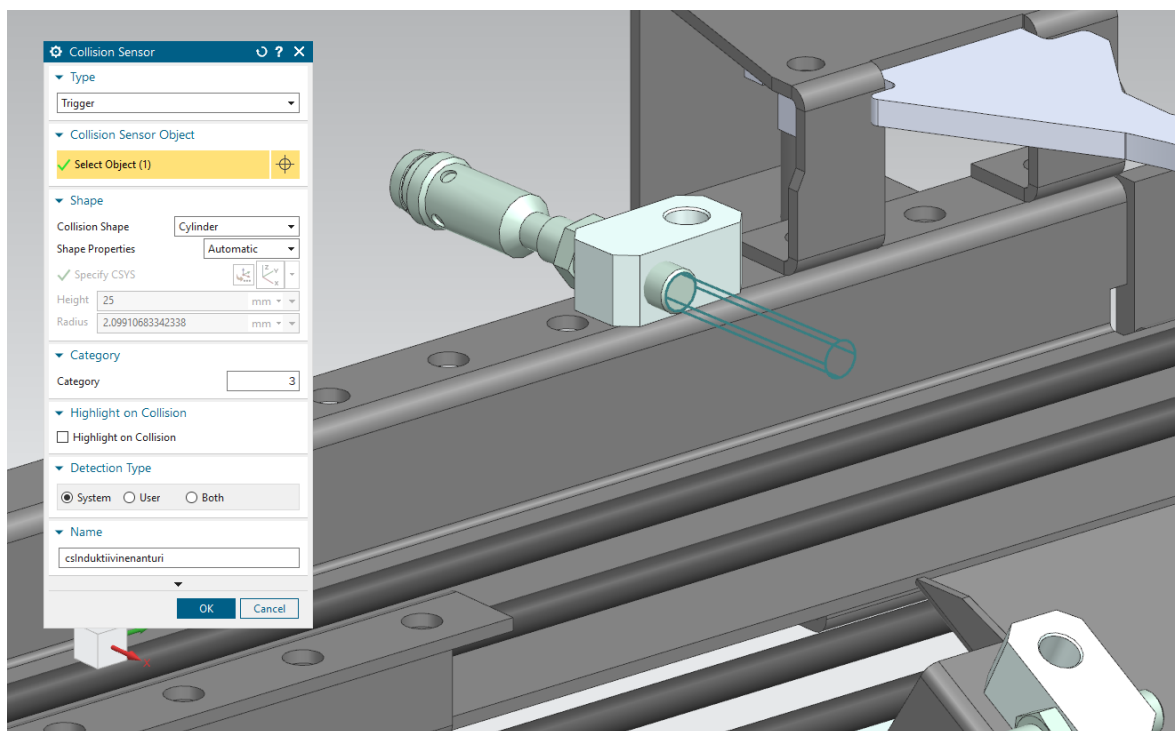 Collision Sensor
Type
Trigger
Collision Sensor Object
Select Object (1)
Shape
Collision Shape Cylinder
Shape Properties Automatic
Specify CSYS
Height 25 mm
Radius 2.09910683342338 mm
Category
Category 3
Highlight on Collision
Highlight on Collision
Detection Type
System User Both
Name
csInduktiivinenanturi
OK Cancel
X